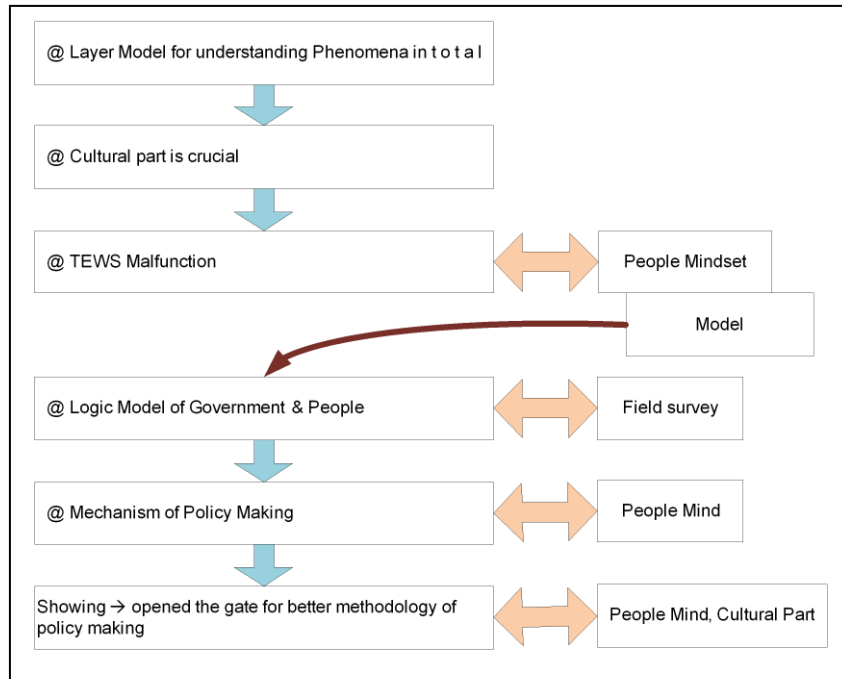 @ Layer Model for understanding Phenomena in t o t a l
@ Cultural part is crucial
@ TEWS Malfunction
People Mindset
Model
@ Logic Model of Government & People
Field survey
@ Mechanism of Policy Making
People Mind
Showing → opened the gate for better methodology of
policy making
People Mind, Cultural Part